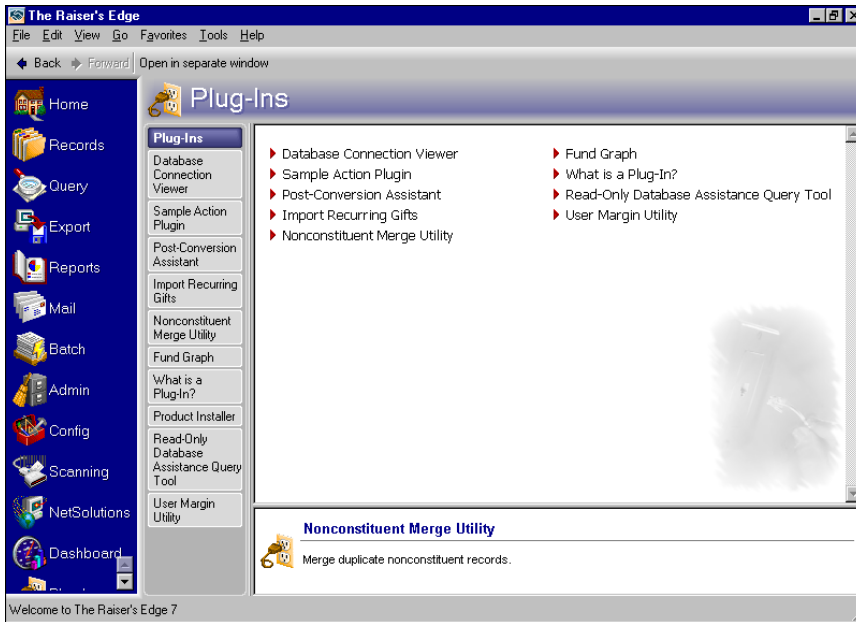 The Raiser's Edge
File Edit View Go Favorites Tools Help
Back Forward Open in separate window
Home
Records
Query
Export
Reports
Mail
Batch
Admin
Config
Scanning
NetSolutions
Dashboard
Plug-Ins
Plug-Ins
Database
Connection
Viewer
Sample Action
Plugin
Post-Conversion
Assistant
Import Recurring
Gifts
Nonconstituent
Merge Utility
Fund Graph
What is a
Plug-In?
Product Installer
Read-Only
Database
Assistance Query
Tool
User Margin
Utility
Database Connection Viewer
Sample Action Plugin
Post-Conversion Assistant
Import Recurring Gifts
Nonconstituent Merge Utility
Fund Graph
What is a Plug-In?
Read-Only Database Assistance Query Tool
User Margin Utility
Nonconstituent Merge Utility
Merge duplicate nonconstituent records.
Welcome to The Raiser's Edge 7